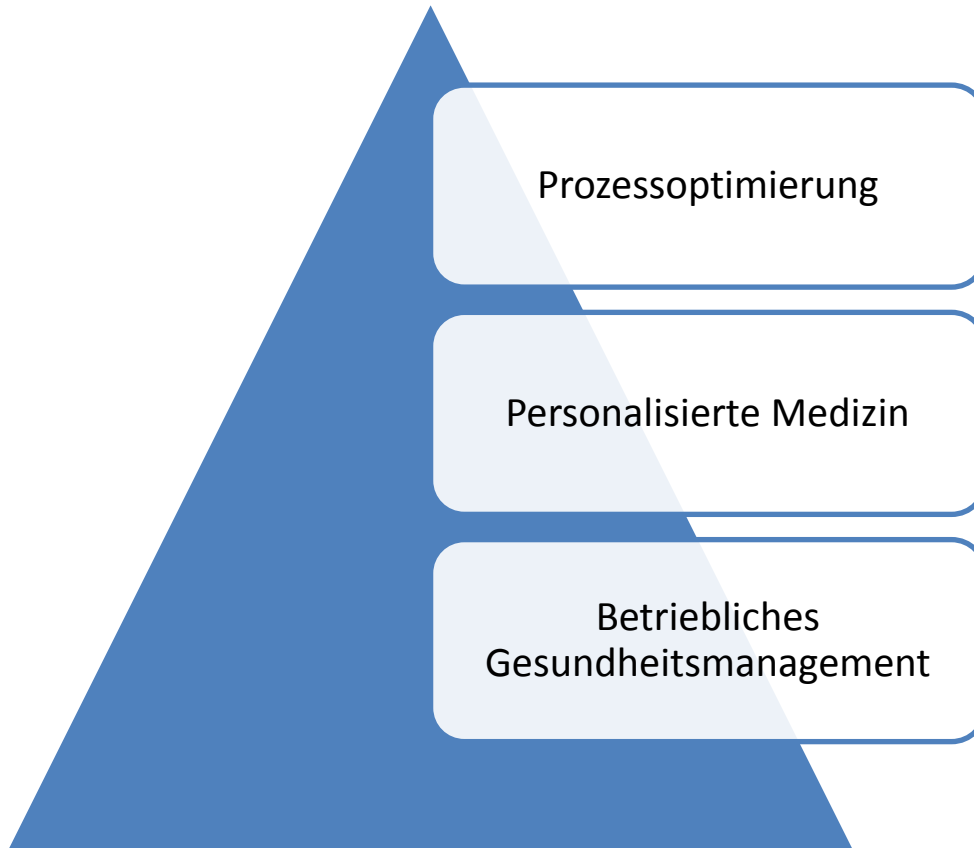 Prozessoptimierung
Personalisierte Medizin
Betriebliches
Gesundheitsmanagement